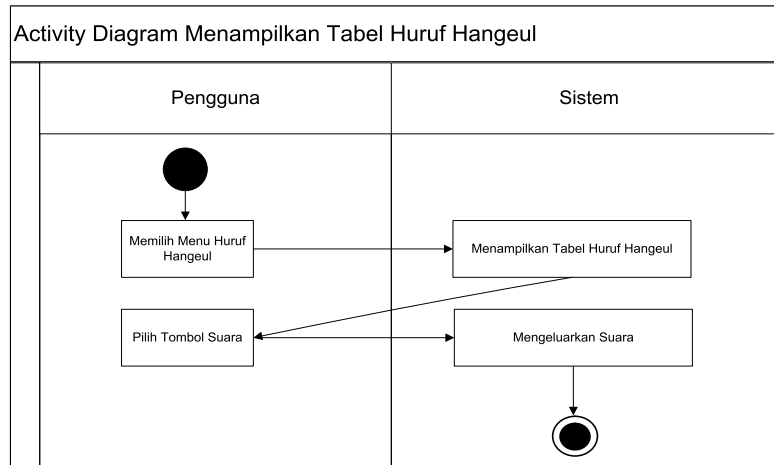 Activity Diagram Menampilkan Tabel Huruf Hangeul
Pengguna
Sistem
Memilih Menu Huruf
Hangeul
Menampilkan Tabel Huruf Hangeul
Pilih Tombol Suara
Mengeluarkan Suara